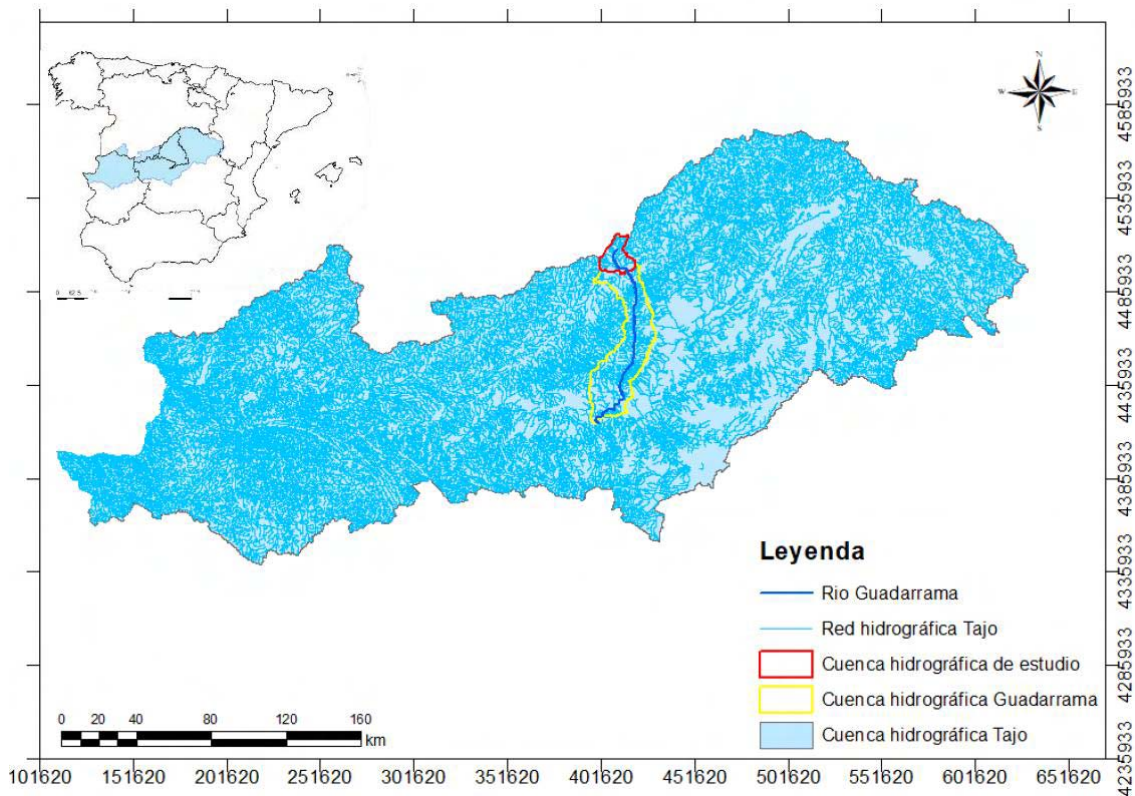 N
W
E
S
4585933
4535933
4485933
4435933
4385933
4335933
4285933
4235933
Leyenda
Rio Guadarrama
Red hidrográfica Tajo
Cuenca hidrográfica de estudio
Cuenca hidrográfica Guadarrama
Cuenca hidrográfica Tajo
0 20 40 80 120 160
km
101620 151620 201620 251620 301620 351620 401620 451620 501620 551620 601620 651620